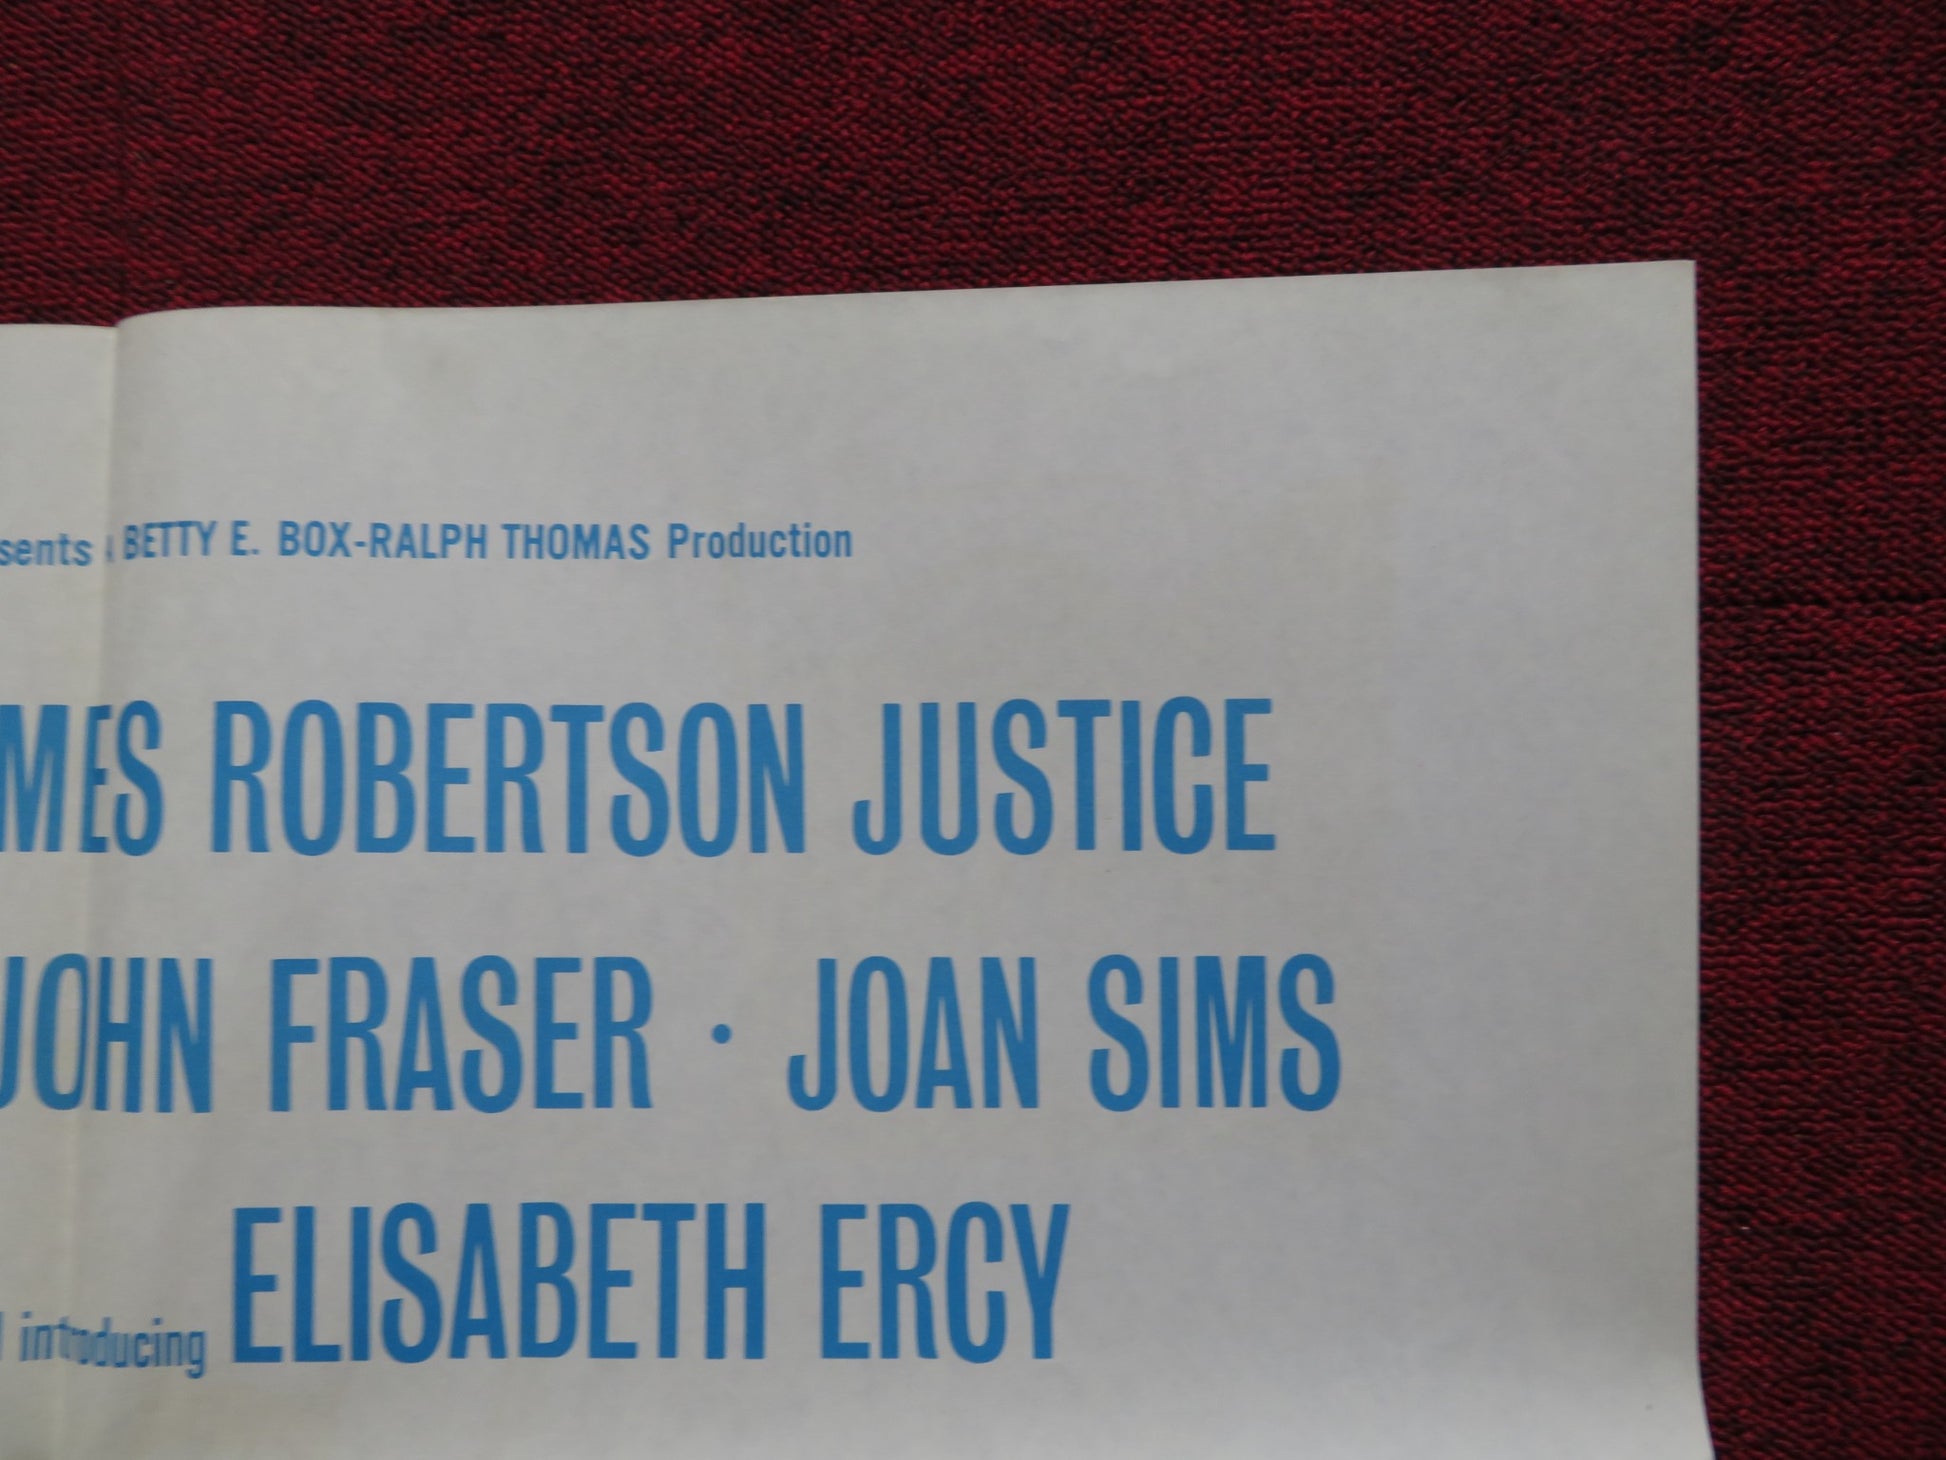 sents a BETTY E. BOX-RALPH THOMAS Production
MES ROBERTSON JUSTICE
JOHN FRASER · JOAN SIMS
introducing ELISABETH ERCY